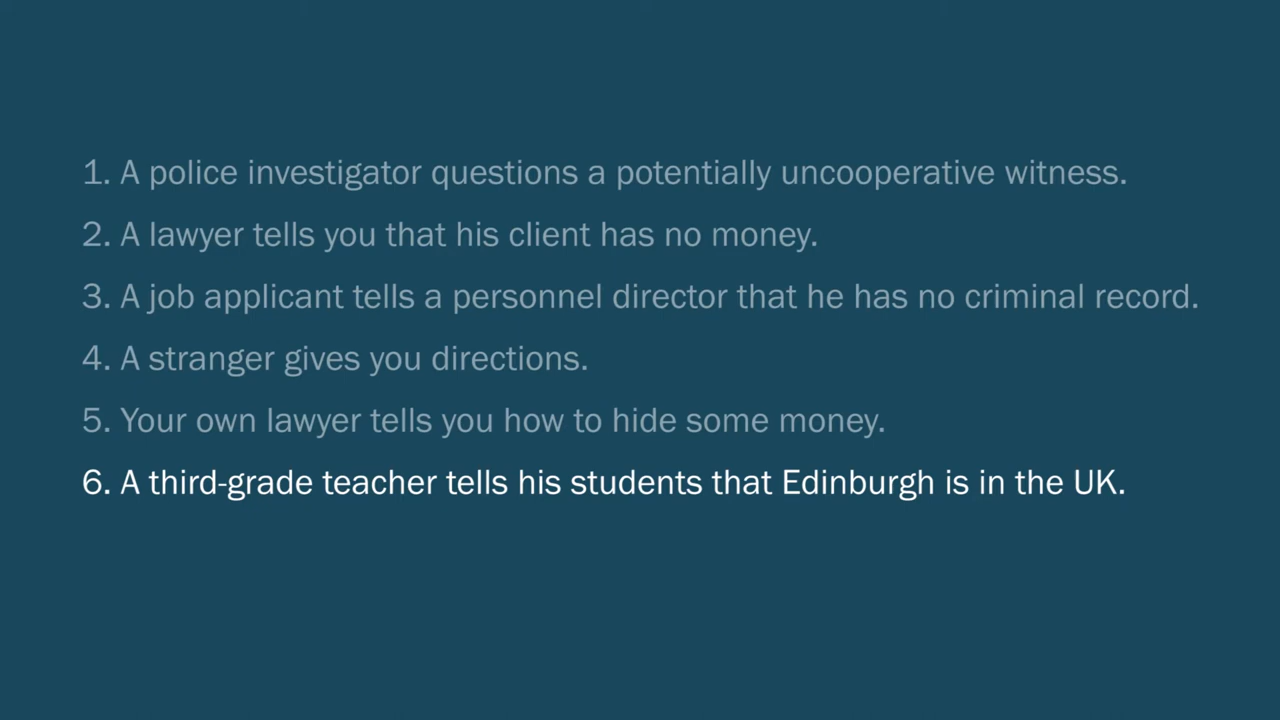 1. A police investigator questions a potentially uncooperative witness.
2. A lawyer tells you that his client has no money.
3. A job applicant tells a personnel director that he has no criminal record.
4. A stranger gives you directions.
5. Your own lawyer tells you how to hide some money.
6. A third-grade teacher tells his students that Edinburgh is in the UK.